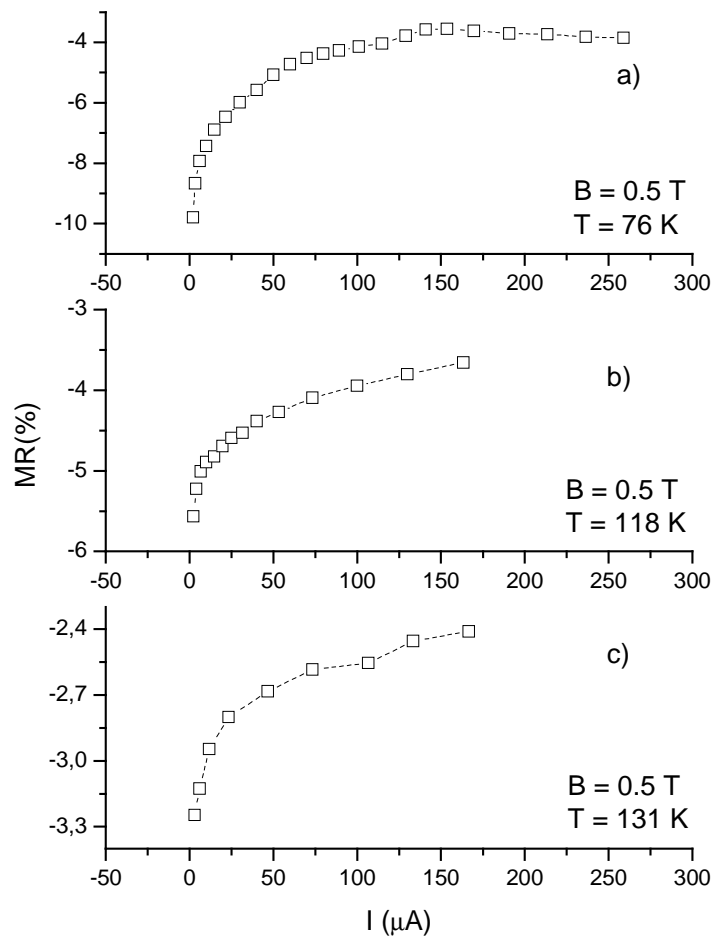 -4
-6
-8
-10
a)
B = 0.5 T
T = 76 K
-50 0 50 100 150 200 250 300
-3
-4
-5
-6
b)
B = 0.5 T
T = 118 K
-50 0 50 100 150 200 250 300
MR(%)
-2,4
-2,7
-3,0
-3,3
c)
B = 0.5 T
T = 131 K
-50 0 50 100 150 200 250 300
I (μA)